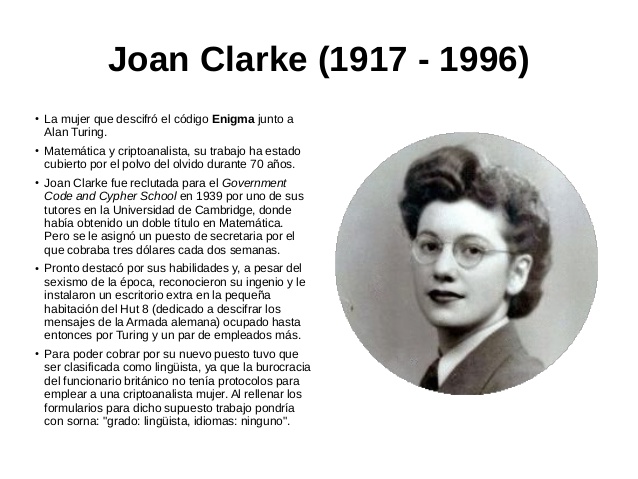 Joan Clarke (1917 - 1996)
• La mujer que descifró el código Enigma junto a
Alan Turing.
• Matemática y criptoanalista, su trabajo ha estado
cubierto por el polvo del olvido durante 70 años.
• Joan Clarke fue reclutada para el Government
Code and Cypher School en 1939 por uno de sus
tutores en la Universidad de Cambridge, donde
había obtenido un doble título en Matemática.
Pero se le asignó un puesto de secretaria por el
que cobraba tres dólares cada dos semanas.
• Pronto destacó por sus habilidades y, a pesar del
sexismo de la época, reconocieron su ingenio y le
instalaron un escritorio extra en la pequeña
habitación del Hut 8 (dedicado a descifrar los
mensajes de la Armada alemana) ocupado hasta
entonces por Turing y un par de empleados más.
• Para poder cobrar por su nuevo puesto tuvo que
ser clasificada como lingüista, ya que la burocracia
del funcionario británico no tenía protocolos para
emplear a una criptoanalista mujer. Al rellenar los
formularios para dicho supuesto trabajo pondría
con sorna: "grado: lingüista, idiomas: ninguno".